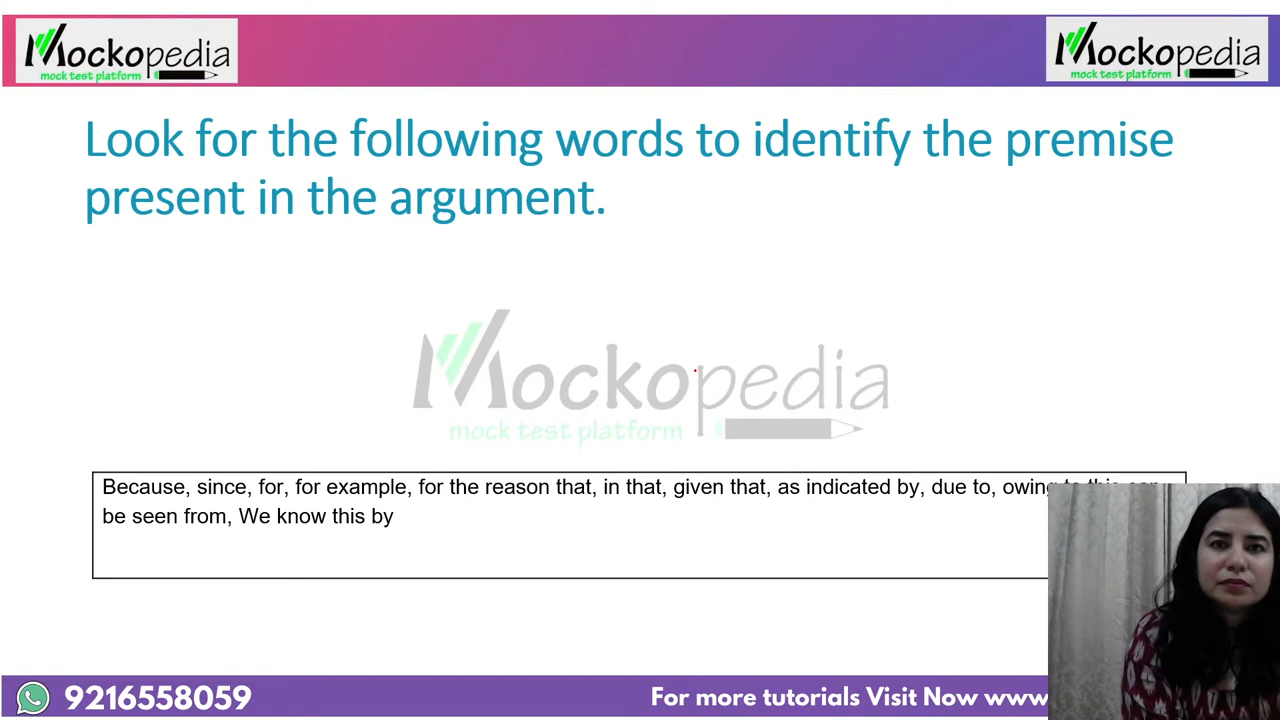 Mockopedia
mock test platform
Mockopedia
mock test platform
Look for the following words to identify the premise
present in the argument.
Mockopedia
mock test platform
Because, since, for, for example, for the reason that, in that, given that, as indicated by, due to, owing to this can
be seen from, We know this by
9216558059
For more tutorials Visit Now www